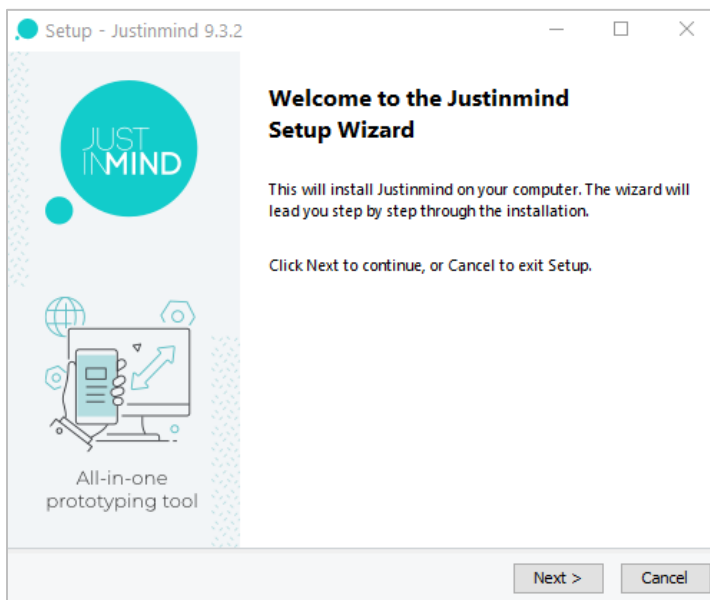 Setup - Justinmind 9.3.2
JUST
INMIND
Welcome to the Justinmind
Setup Wizard
This will install Justinmind on your computer. The wizard will
lead you step by step through the installation.
Click Next to continue, or Cancel to exit Setup.
All-in-one
prototyping tool
Next >
Cancel